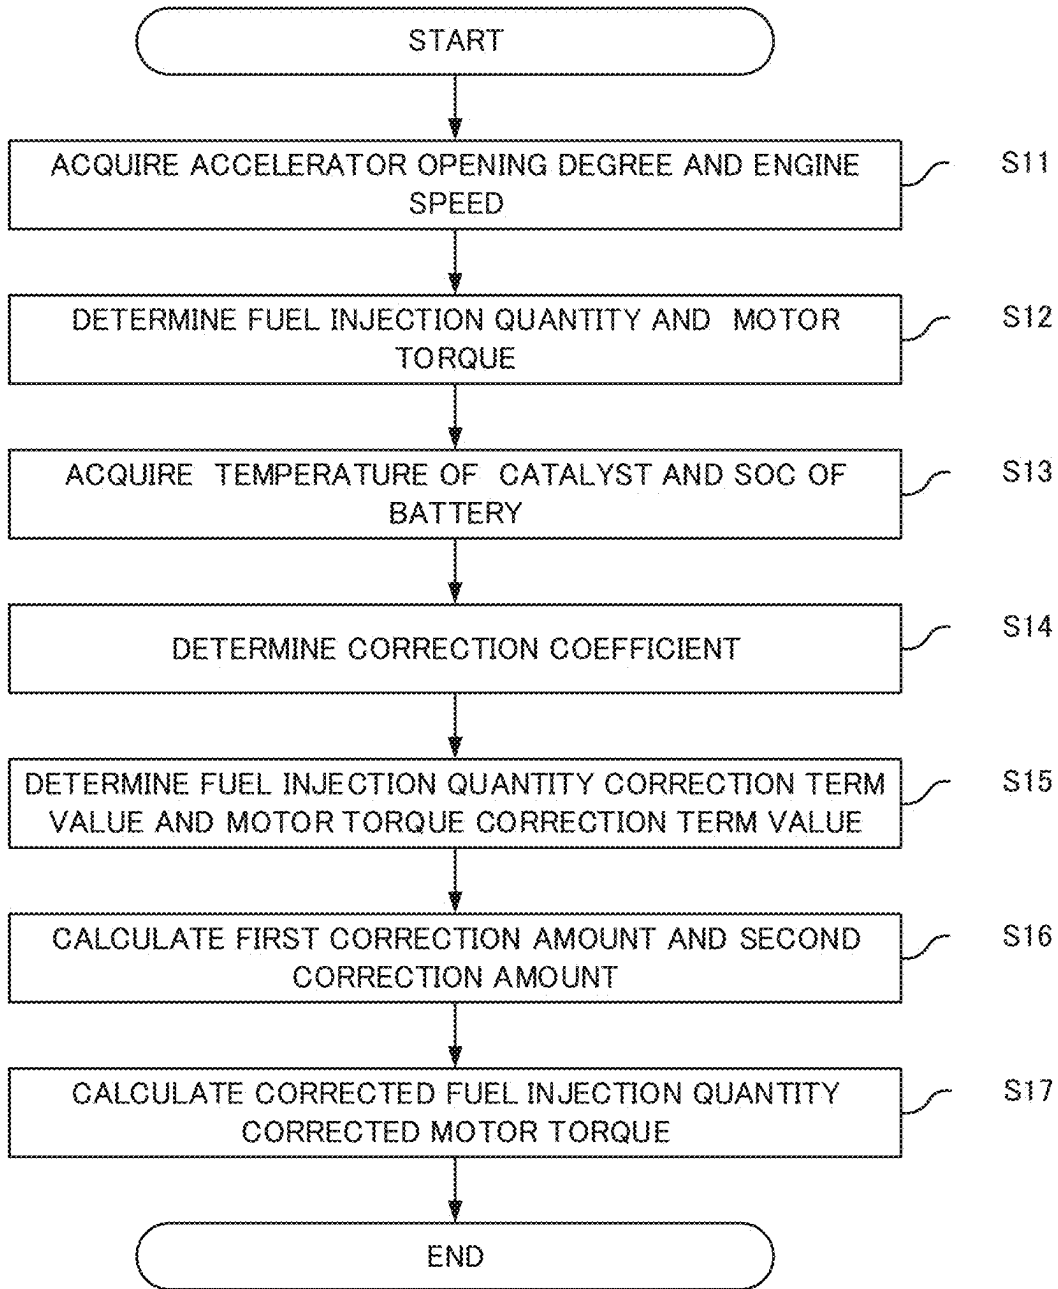 START
ACQUIRE ACCELERATOR OPENING DEGREE AND ENGINE
SPEED
S11
DETERMINE FUEL INJECTION QUANTITY AND MOTOR
TORQUE
S12
ACQUIRE TEMPERATURE OF CATALYST AND SOC OF
BATTERY
S13
DETERMINE CORRECTION COEFFICIENT
S14
DETERMINE FUEL INJECTION QUANTITY CORRECTION TERM
VALUE AND MOTOR TORQUE CORRECTION TERM VALUE
S15
CALCULATE FIRST CORRECTION AMOUNT AND SECOND
CORRECTION AMOUNT
S16
CALCULATE CORRECTED FUEL INJECTION QUANTITY
CORRECTED MOTOR TORQUE
S17
END